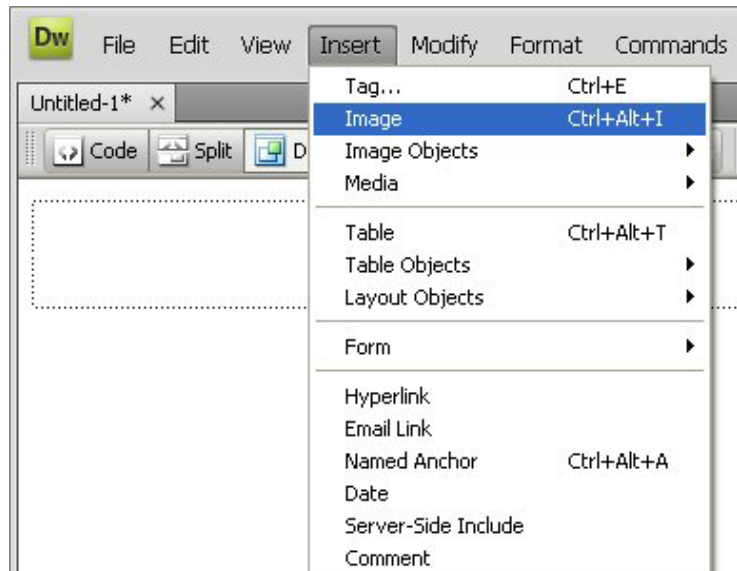 Dw File Edit View Insert Modify Format Commands
Untitled-1* ×
Code Split D
Tag... Ctrl+E
Image Ctrl+Alt+I
Image Objects
Media
Table Ctrl+Alt+T
Table Objects
Layout Objects
Form
Hyperlink
Email Link
Named Anchor Ctrl+Alt+A
Date
Server-Side Include
Comment